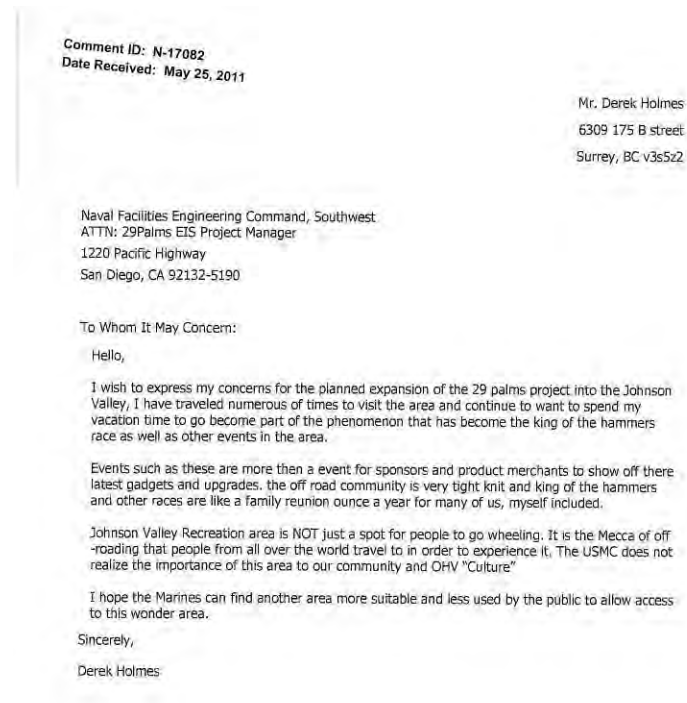 Comment ID: N-17082
Date Received: May 25, 2011
Mr. Derek Holmes
6309 175 B street
Surrey, BC v3s5z2
Naval Facilities Engineering Command, Southwest
ATTN: 29Palms EIS Project Manager
1220 Pacific Highway
San Diego, CA 92132-5190
To Whom It May Concern:
Hello,
I wish to express my concerns for the planned expansion of the 29 palms project into the Johnson
Valley, I have traveled numerous of times to visit the area and continue to want to spend my
vacation time to go become part of the phenomenon that has become the king of the hammers
race as well as other events in the area.
Events such as these are more then a event for sponsors and product merchants to show off there
latest gadgets and upgrades. the off road community is very tight knit and king of the hammers
and other races are like a family reunion ounce a year for many of us, myself included.
Johnson Valley Recreation area is NOT just a spot for people to go wheeling. It is the Mecca of off
-roading that people from all over the world travel to in order to experience it. The USMC does not
realize the importance of this area to our community and OHV "Culture"
I hope the Marines can find another area more suitable and less used by the public to allow access
to this wonder area.
Sincerely,
Derek Holmes